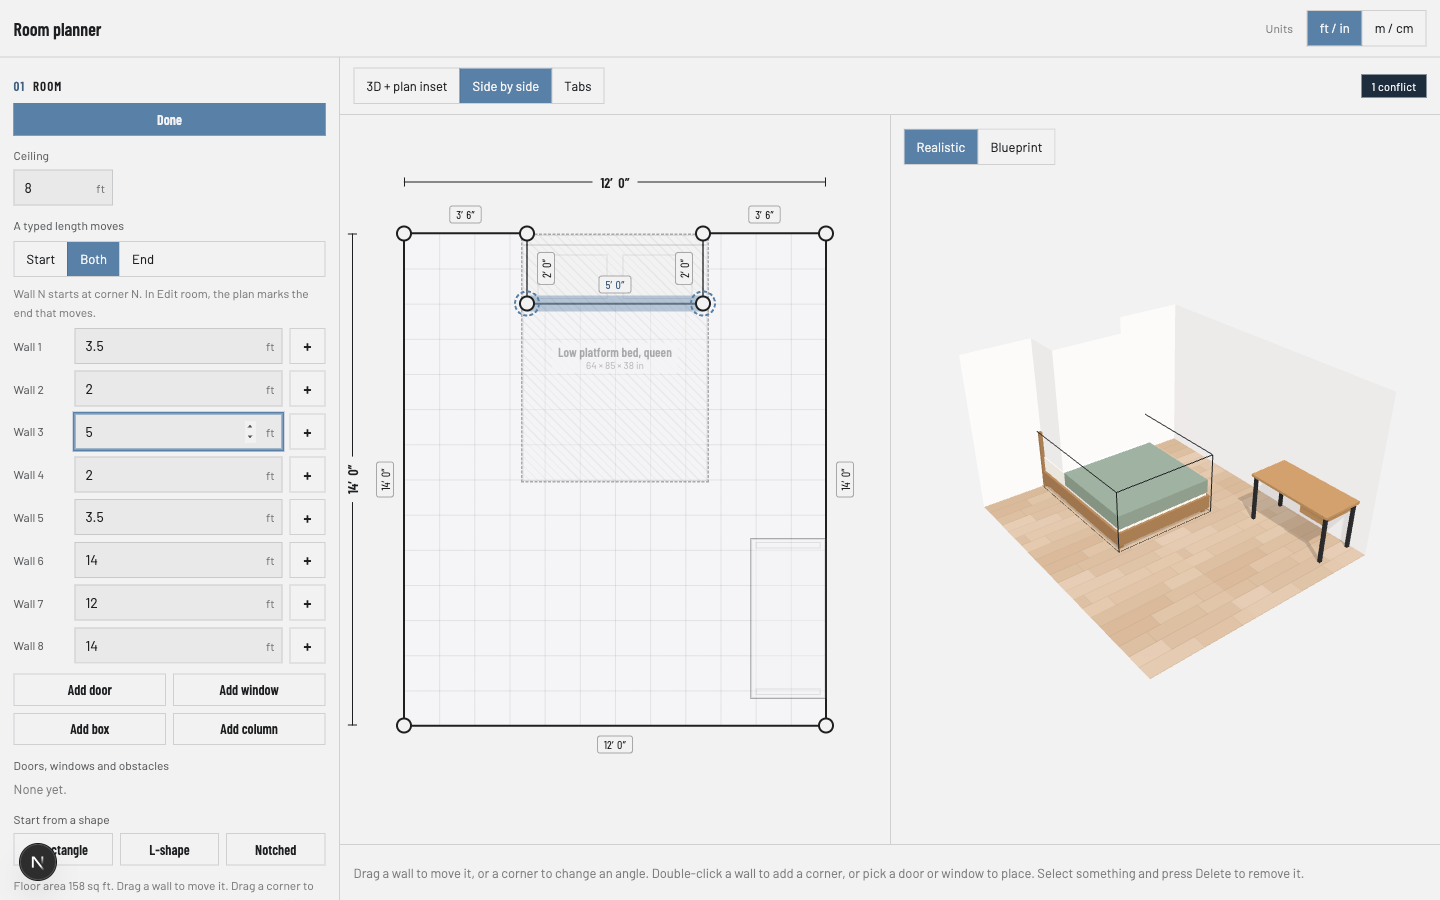 Room planner
Units
ft / in
m / cm
01 ROOM
Done
Ceiling
8 ft
A typed length moves
Start
Both
End
Wall N starts at corner N. In Edit room, the plan marks the
end that moves.
Wall 1 3.5 ft +
Wall 2 2 ft +
Wall 3 5 ft +
Wall 4 2 ft +
Wall 5 3.5 ft +
Wall 6 14 ft +
Wall 7 12 ft +
Wall 8 14 ft +
Add door
Add window
Add box
Add column
Doors, windows and obstacles
None yet.
Start from a shape
ctangle
L-shape
Notched
N
Floor area 158 sq ft. Drag a wall to move it. Drag a corner to
3D + plan inset
Side by side
Tabs
1 conflict
12′ 0″
3′ 6″
3′ 6″
2′ 0″
2′ 0″
5′ 0″
Low platform bed, queen
64 × 85 × 38 in
14′ 0″
14′ 0″
14′ 0″
12′ 0″
Realistic
Blueprint
Drag a wall to move it, or a corner to change an angle. Double-click a wall to add a corner, or pick a door or window to place. Select something and press Delete to remove it.